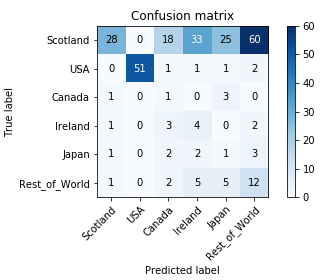 Confusion matrix
Scotland 28 0 18 33 25 60
USA 0 51 1 1 1 2
Canada 1 0 1 0 3 0
Ireland 1 0 3 4 0 2
Japan 1 0 2 2 1 3
Rest_of_World 1 0 2 5 5 12
Scotland USA Canada Ireland Japan Rest_of_World
True label
Predicted label
60
50
40
30
20
10
0